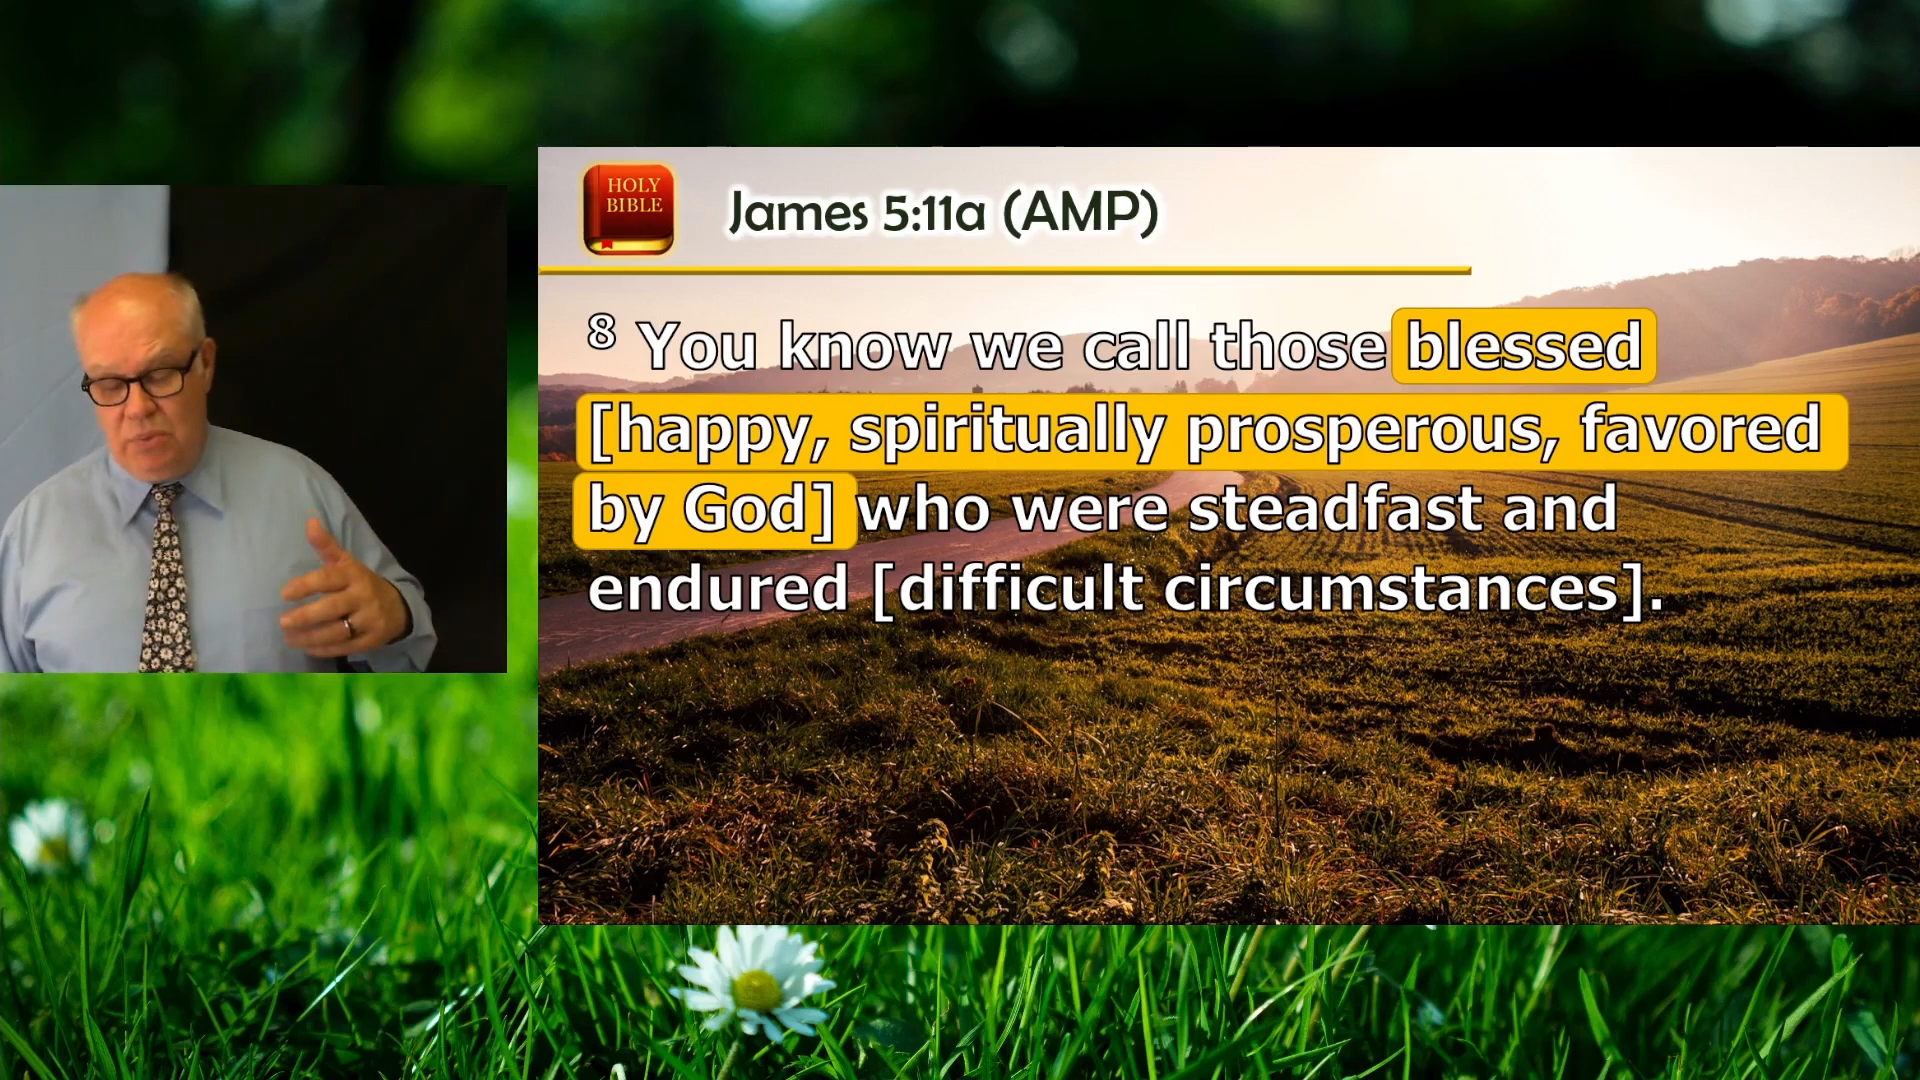 HOLY
BIBLE
James 5:11a (AMP)
8 You know we call those blessed
[happy, spiritually prosperous, favored
by God] who were steadfast and
endured [difficult circumstances].